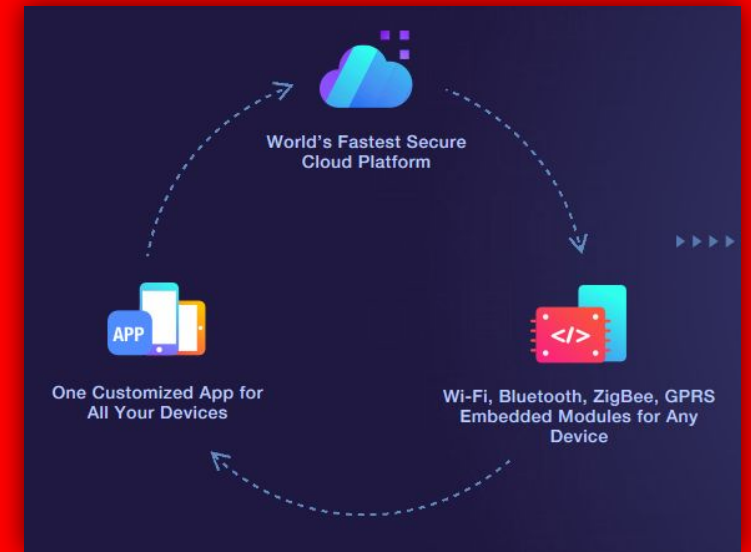 World's Fastest Secure
Cloud Platform
APP
</>
One Customized App for
All Your Devices
Wi-Fi, Bluetooth, ZigBee, GPRS
Embedded Modules for Any
Device